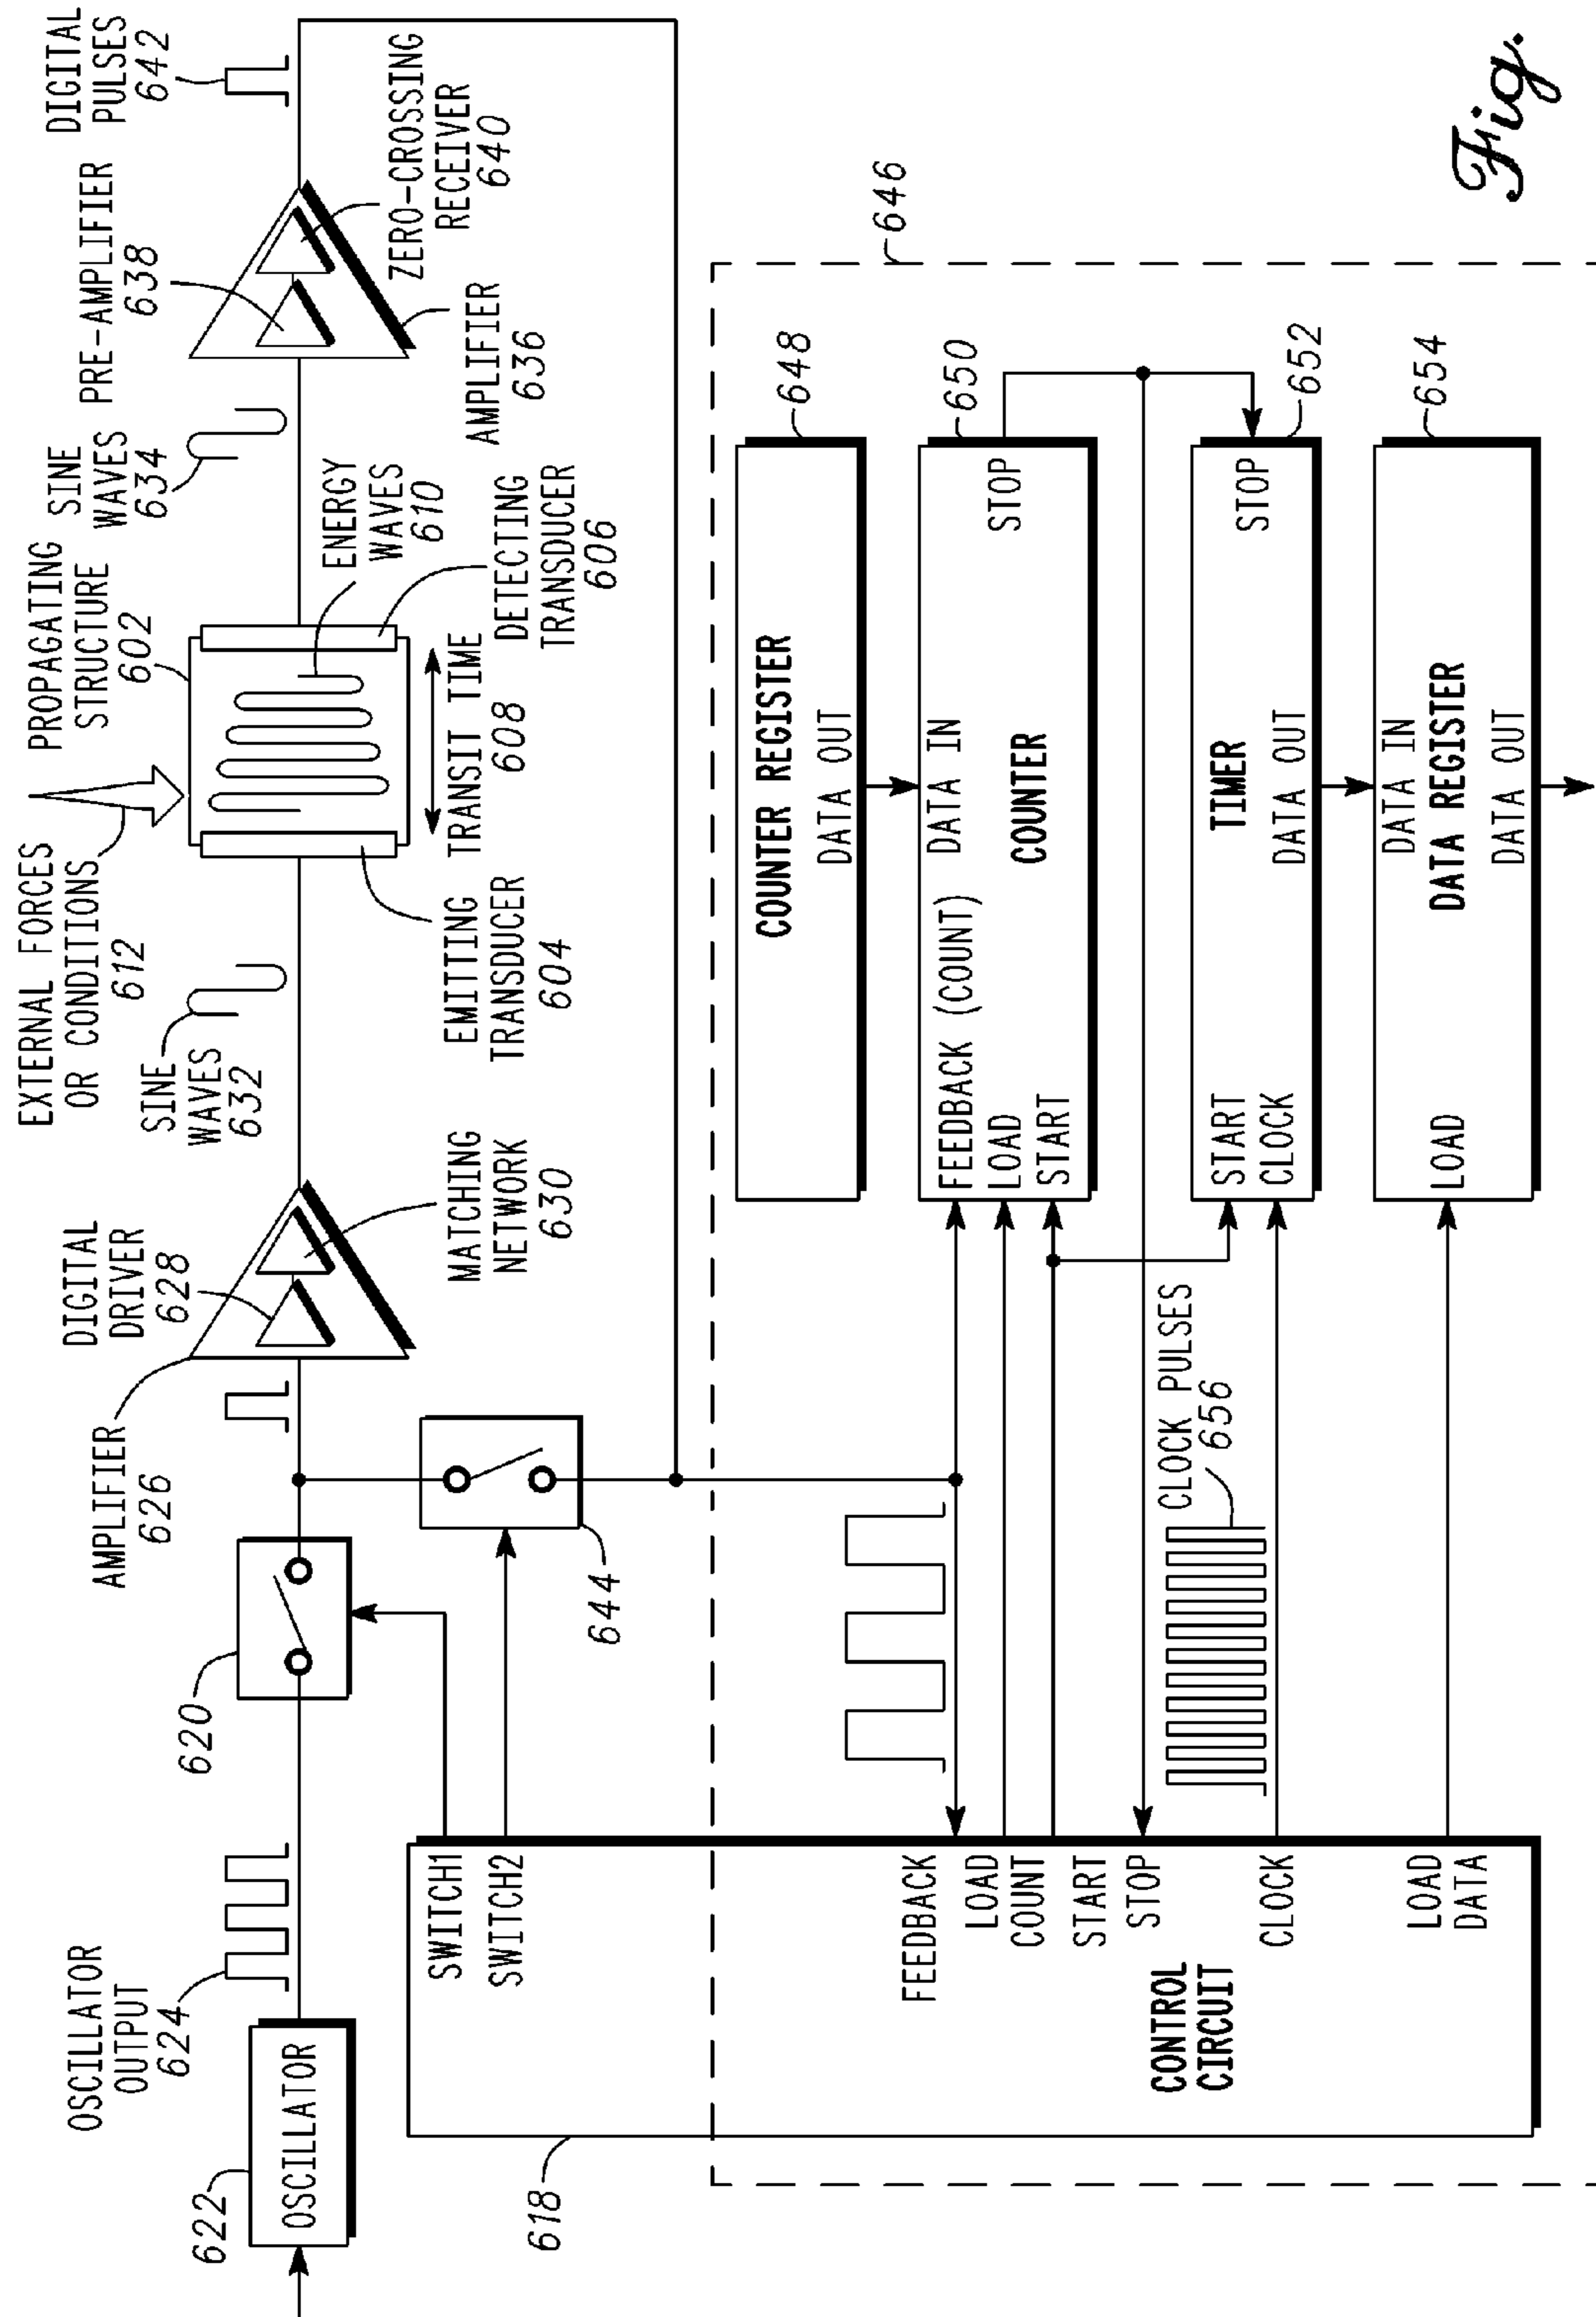 EXTERNAL FORCES
OR CONDITIONS
612
PROPAGATING
STRUCTURE
602
OSCILLATOR
OUTPUT
624
AMPLIFIER
626
DIGITAL
DRIVER
628
SINE
WAVES
632
SINE
WAVES
634
PRE-AMPLIFIER
638
DIGITAL
PULSES
642
622
OSCILLATOR
620
MATCHING
NETWORK
630
EMITTING
TRANSDUCER
604
TRANSIT TIME
608
ENERGY
WAVES
610
DETECTING
TRANSDUCER
606
AMPLIFIER
636
ZERO-CROSSING
RECEIVER
640
644
618
SWITCH1
SWITCH2
FEEDBACK
LOAD
COUNT
START
STOP
CLOCK
LOAD
DATA
CONTROL
CIRCUIT
646
COUNTER REGISTER
DATA OUT
648
FEEDBACK (COUNT)
DATA IN
LOAD
START
COUNTER
STOP
650
CLOCK PULSES
656
START
CLOCK
TIMER
DATA OUT
STOP
652
LOAD
DATA IN
DATA REGISTER
DATA OUT
654
Fig.